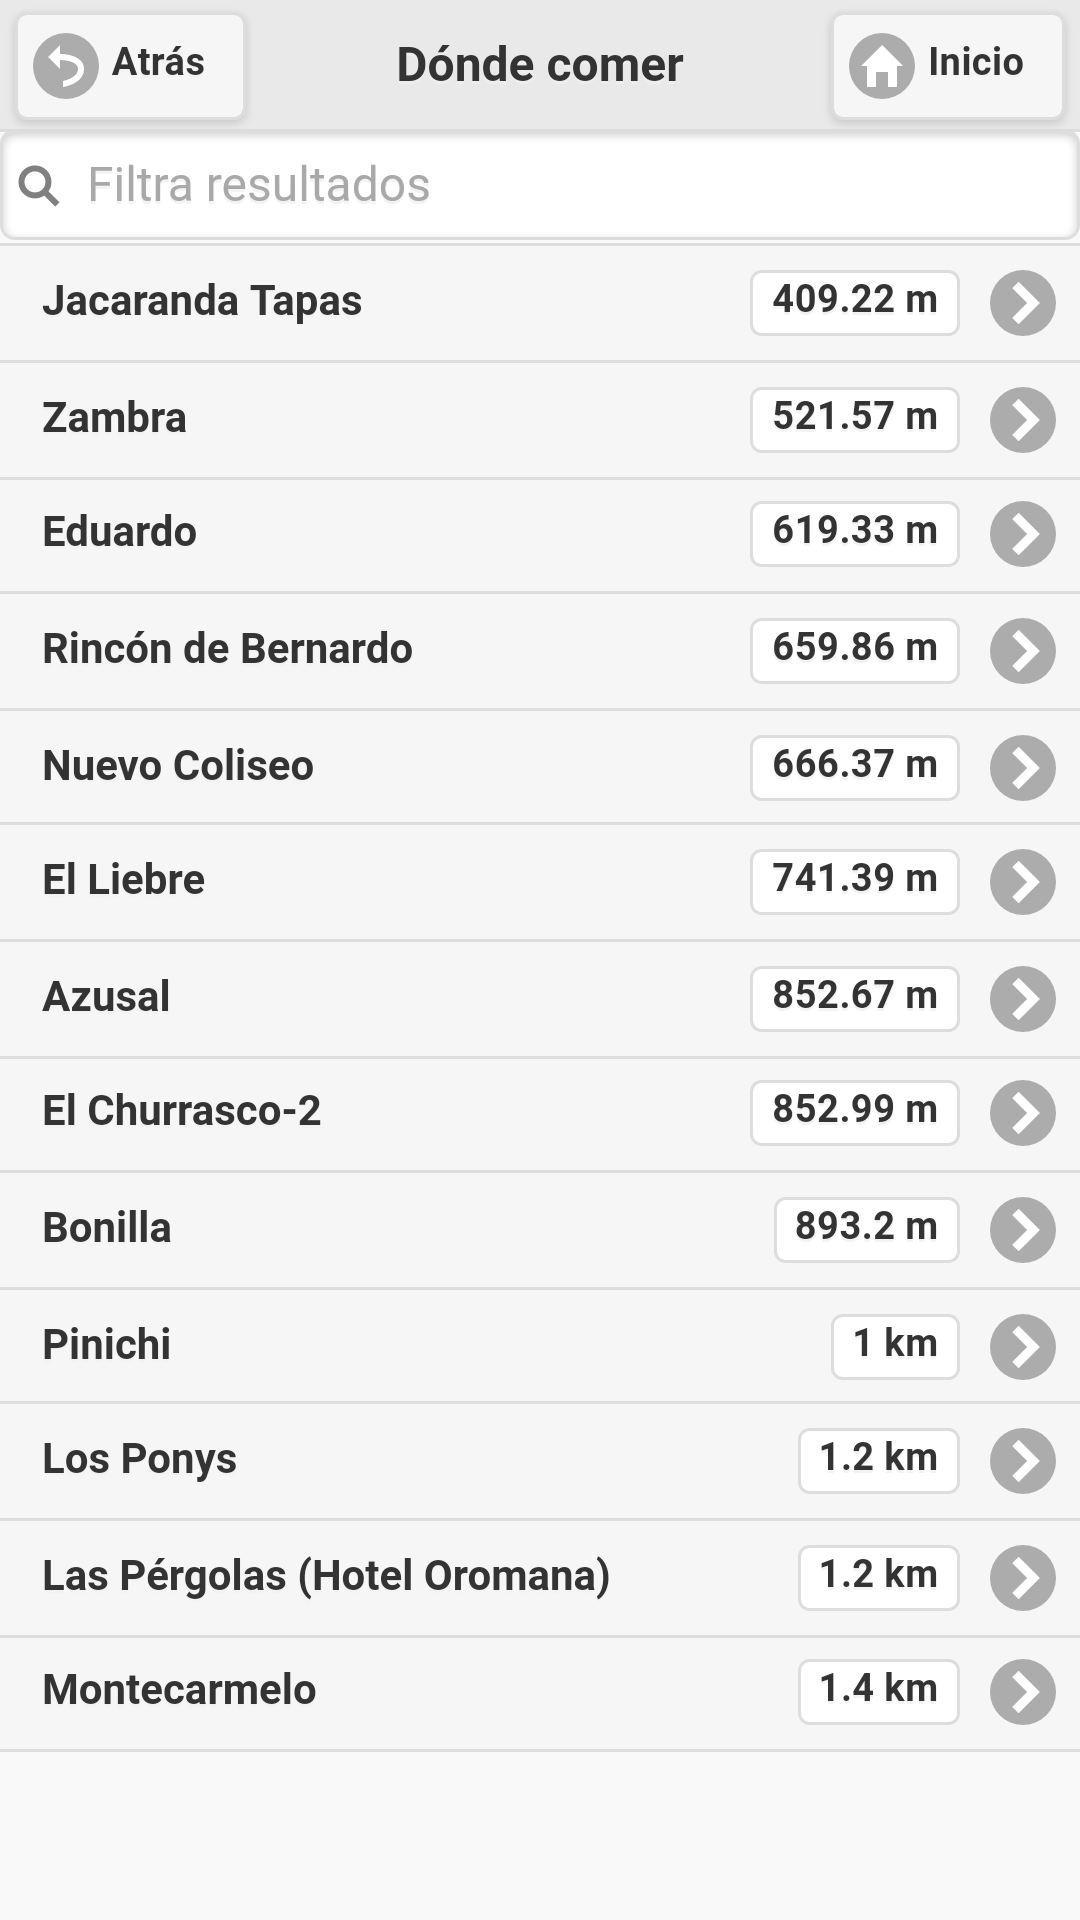 Atrás
Dónde comer
Inicio
Filtra resultados
Jacaranda Tapas 409.22 m
Zambra 521.57 m
Eduardo 619.33 m
Rincón de Bernardo 659.86 m
Nuevo Coliseo 666.37 m
El Liebre 741.39 m
Azusal 852.67 m
El Churrasco-2 852.99 m
Bonilla 893.2 m
Pinichi 1 km
Los Ponys 1.2 km
Las Pérgolas (Hotel Oromana) 1.2 km
Montecarmelo 1.4 km